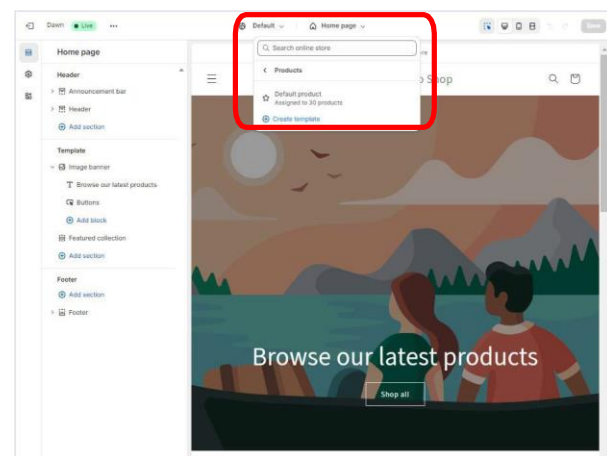 Dawn
Live
Default
Home page
Save
Home page
Header
Announcement bar
Header
Add section
Template
Image banner
Browse our latest products
Buttons
Add block
Featured collection
Add section
Footer
Add section
Footer
Search online store
Products
Default product
Assigned to 30 products
Create template
Shop
Browse our latest products
Shop all